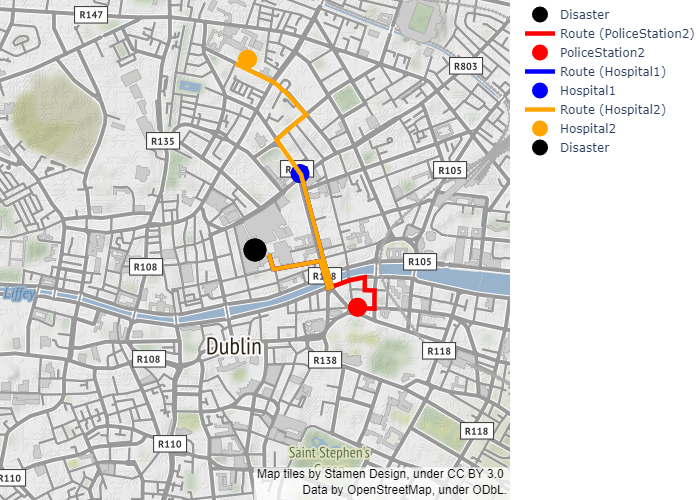 R147
R803
R135
R105
R108
R105
Liffey
Dublin
R108
R138
R118
R110
R118
Saint Stephen's
R110
Map tiles by Stamen Design, under CC BY 3.0
Data by OpenStreetMap, under ODbL.
Disaster
Route (PoliceStation2)
PoliceStation2
Route (Hospital1)
Hospital1
Route (Hospital2)
Hospital2
Disaster